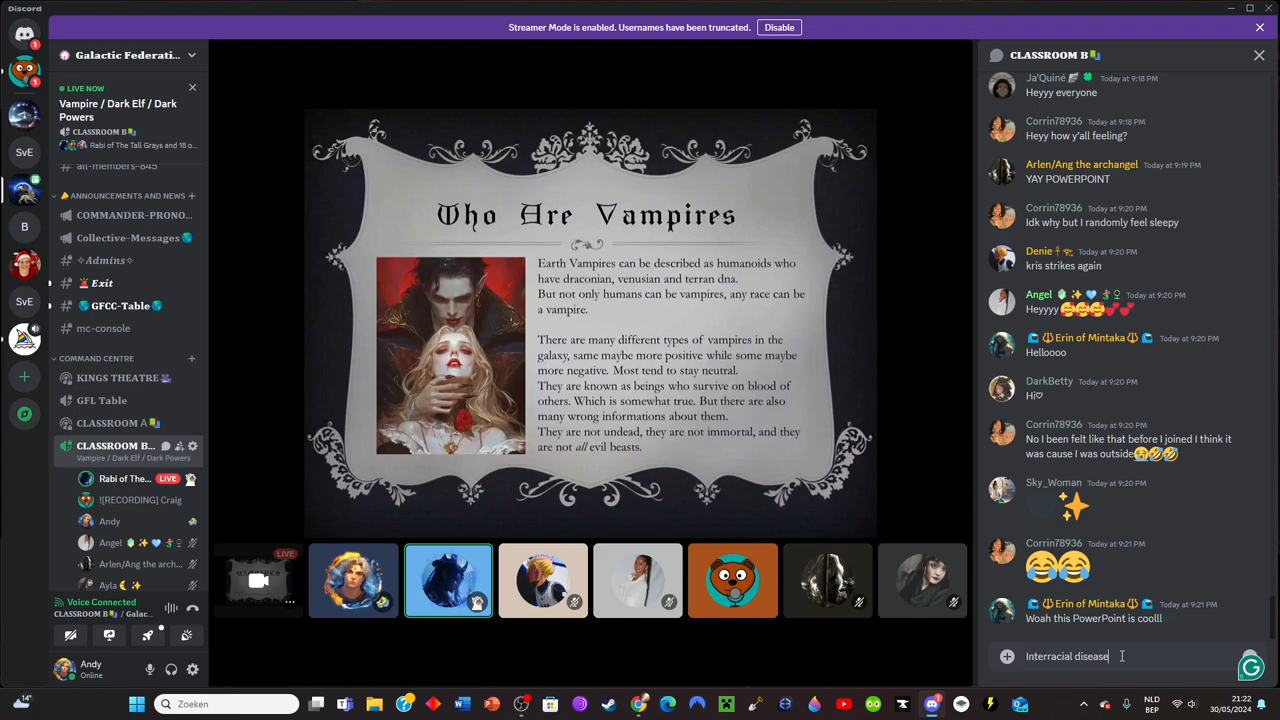 Discord
Streamer Mode is enabled. Usernames have been truncated.
Disable
Galactic Federati...
LIVE NOW
Vampire / Dark Elf / Dark
Powers
CLASSROOM B
Rabi of The Tall Grays and 18 o...
all-members-845
ANNOUNCEMENTS AND NEWS
COMMANDER-PRONO...
Collective-Messages
✧Admins✧
Exit
GFCC-Table
mc-console
COMMAND CENTRE
KINGS THEATRE
GFL Table
CLASSROOM A
CLASSROOM B...
Vampire / Dark Elf / Dark Powers
Rabi of The...
LIVE
![RECORDING] Craig
Andy
Angel
Arlen/Ang the arch...
Ayla
Voice Connected
CLASSROOM B / Galac...
Andy
Online
SvE
B
SvE
1
1
Who Are Vampires
Earth Vampires can be described as humanoids who
have draconian, venusian and terran dna.
But not only humans can be vampires, any race can be
a vampire.
There are many different types of vampires in the
galaxy, same maybe more positive while some maybe
more negative. Most tend to stay neutral.
They are known as beings who survive on blood of
others. Which is somewhat true. But there are also
many wrong informations about them.
They are not undead, they are not immortal, and they
are not all evil beasts.
LIVE
VAMPIRES
CLASSROOM B
Ja'Quiné Today at 9:18 PM
Heyyy everyone
Corrin78936 Today at 9:18 PM
Heyy how y'all feeling?
Arlen/Ang the archangel Today at 9:19 PM
YAY POWERPOINT
Corrin78936 Today at 9:20 PM
Idk why but I randomly feel sleepy
Denie Today at 9:20 PM
kris strikes again
Angel Today at 9:20 PM
Heyyyy
Erin of Mintaka Today at 9:20 PM
Helloooo
DarkBetty Today at 9:20 PM
Hi♡
Corrin78936 Today at 9:20 PM
No I been felt like that before I joined I think it
was cause I was outside
Sky_Woman Today at 9:20 PM
Corrin78936 Today at 9:21 PM
Erin of Mintaka Today at 9:21 PM
Woah this PowerPoint is coolll
Interracial disease
14°
Zoeken
NLD
BEP
21:22
30/05/2024